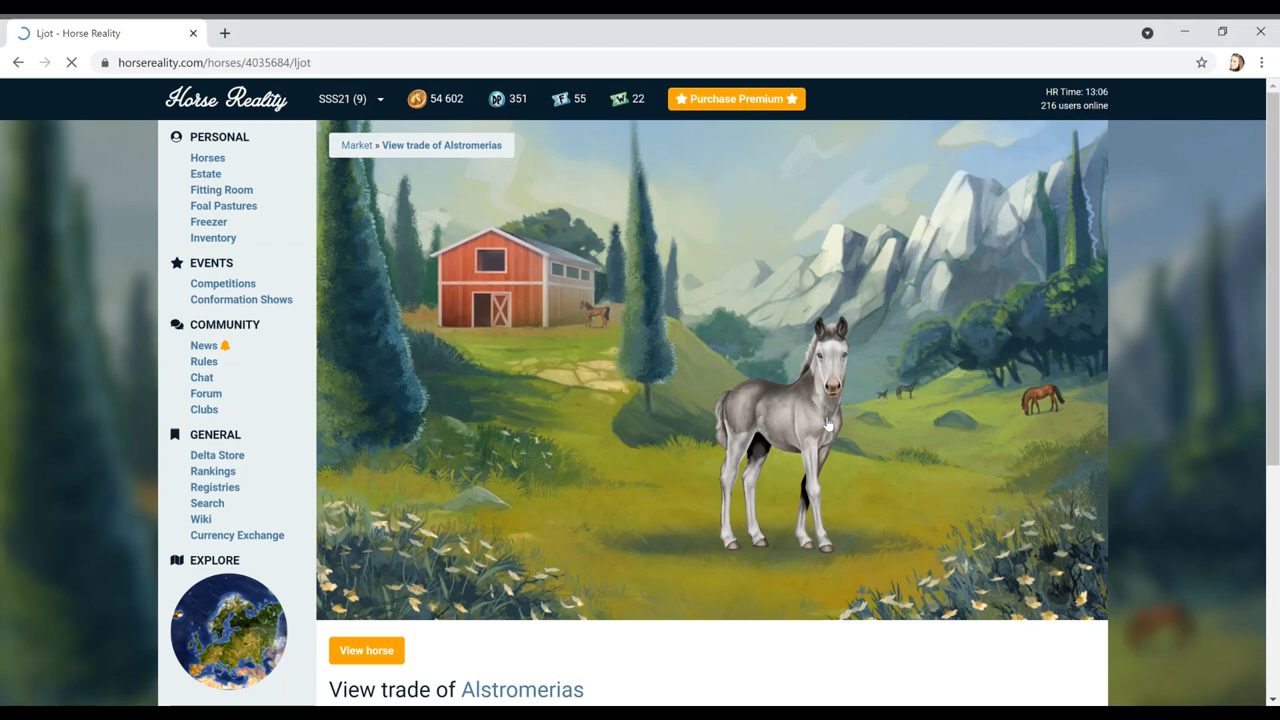 Ljot - Horse Reality
horsereality.com/horses/4035684/ljot
Horse Reality
SSS21 (9)
54 602
351
55
22
Purchase Premium
HR Time: 13:06
216 users online
PERSONAL
Horses
Estate
Fitting Room
Foal Pastures
Freezer
Inventory
EVENTS
Competitions
Conformation Shows
COMMUNITY
News
Rules
Chat
Forum
Clubs
GENERAL
Delta Store
Rankings
Registries
Search
Wiki
Currency Exchange
EXPLORE
Market » View trade of Alstromerias
View horse
View trade of Alstromerias